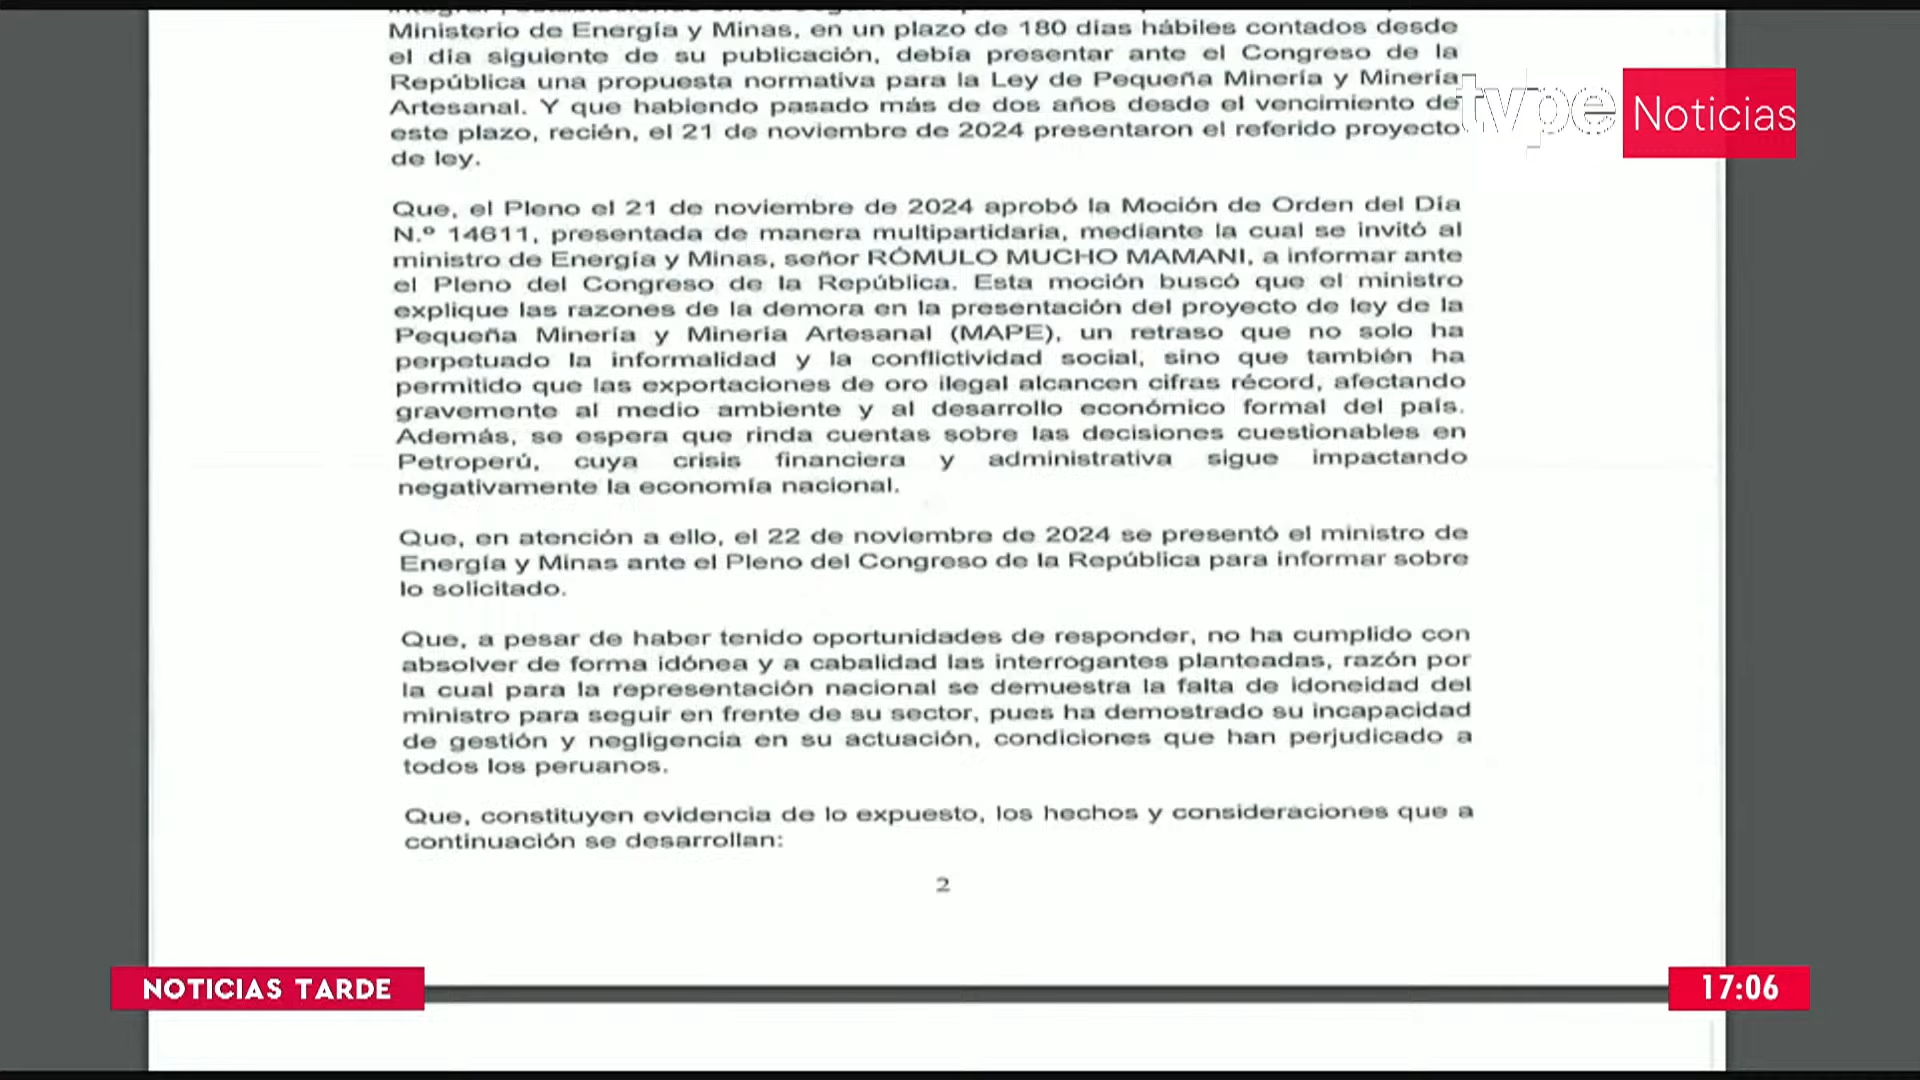 Ministerio de Energía y Minas, en un plazo de 180 días hábiles contados desde
el día siguiente de su publicación, debía presentar ante el Congreso de la
República una propuesta normativa para la Ley de Pequeña Minería y Minería
Artesanal. Y que habiendo pasado más de dos años desde el vencimiento de
este plazo, recién, el 21 de noviembre de 2024 presentaron el referido proyecto
de ley.
tvpe Noticias
Que, el Pleno el 21 de noviembre de 2024 aprobó la Moción de Orden del Día
N.º 14611, presentada de manera multipartidaria, mediante la cual se invitó al
ministro de Energía y Minas, señor RÓMULO MUCHO MAMANI, a informar ante
el Pleno del Congreso de la República. Esta moción buscó que el ministro
explique las razones de la demora en la presentación del proyecto de ley de la
Pequeña Minería y Minería Artesanal (MAPE), un retraso que no solo ha
perpetuado la informalidad y la conflictividad social, sino que también ha
permitido que las exportaciones de oro ilegal alcancen cifras récord, afectando
gravemente al medio ambiente y al desarrollo económico formal del país.
Además, se espera que rinda cuentas sobre las decisiones cuestionables en
Petroperú, cuya crisis financiera y administrativa sigue impactando
negativamente la economía nacional.
Que, en atención a ello, el 22 de noviembre de 2024 se presentó el ministro de
Energía y Minas ante el Pleno del Congreso de la República para informar sobre
lo solicitado.
Que, a pesar de haber tenido oportunidades de responder, no ha cumplido con
absolver de forma idónea y a cabalidad las interrogantes planteadas, razón por
la cual para la representación nacional se demuestra la falta de idoneidad del
ministro para seguir en frente de su sector, pues ha demostrado su incapacidad
de gestión y negligencia en su actuación, condiciones que han perjudicado a
todos los peruanos.
Que, constituyen evidencia de lo expuesto, los hechos y consideraciones que a
continuación se desarrollan:
2
NOTICIAS TARDE
17:06